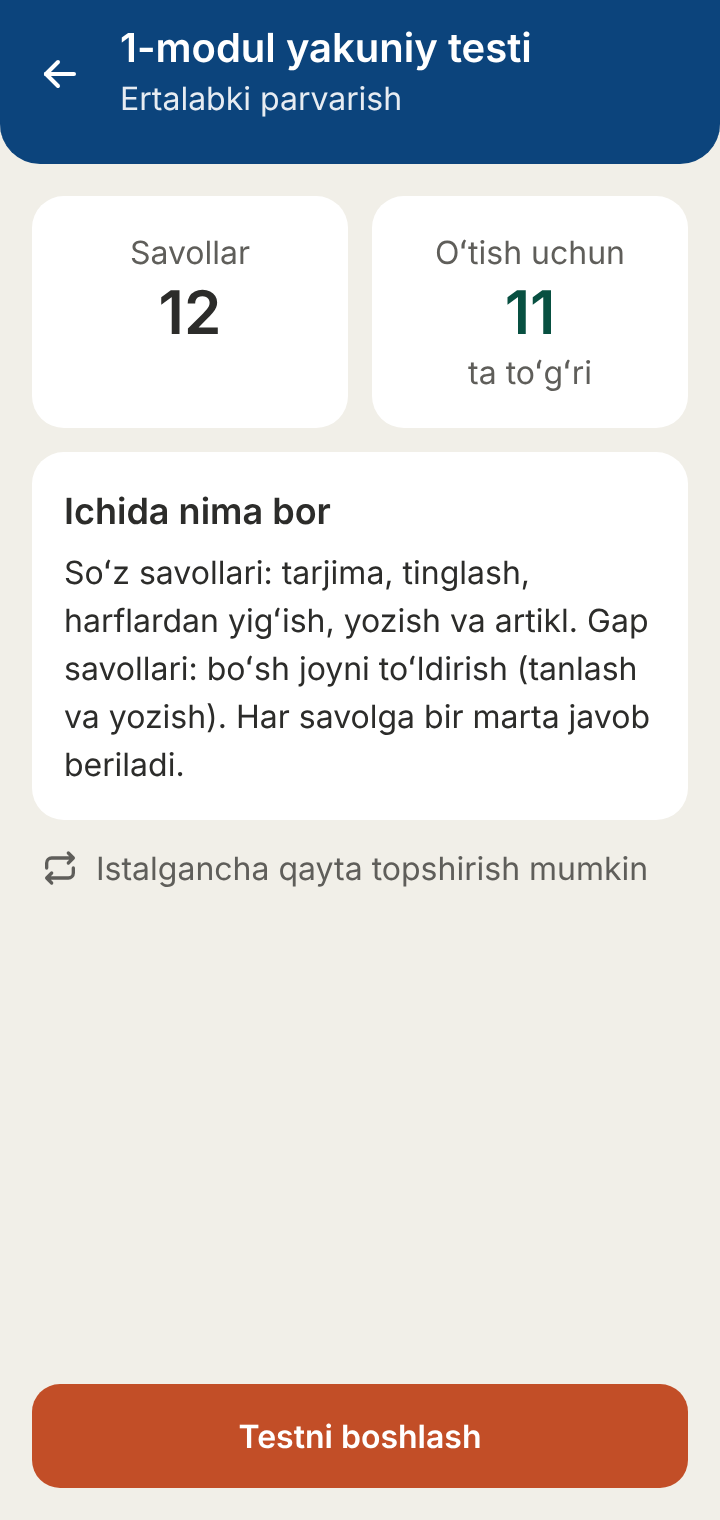 1-modul yakuniy testi
Ertalabki parvarish
Savollar
12
Oʻtish uchun
11
ta toʻgʻri
Ichida nima bor
Soʻz savollari: tarjima, tinglash,
harflardan yigʻish, yozish va artikl. Gap
savollari: boʻsh joyni toʻldirish (tanlash
va yozish). Har savolga bir marta javob
beriladi.
Istalgancha qayta topshirish mumkin
Testni boshlash